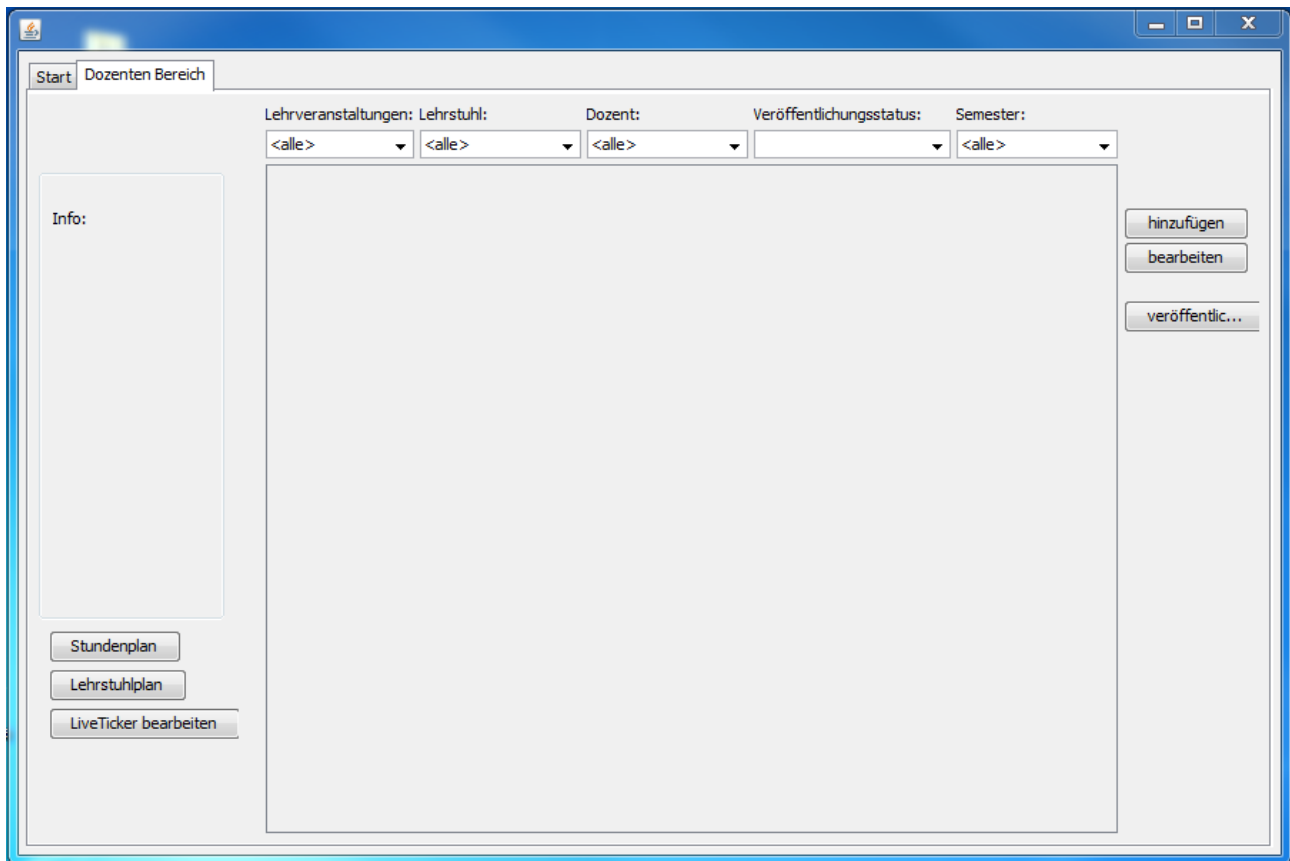 Start Dozenten Bereich
Lehrveranstaltungen: Lehrstuhl: Dozent: Veröffentlichungsstatus: Semester:
<alle> <alle> <alle> <alle>
Info:
hinzufügen
bearbeiten
veröffentlic...
Stundenplan
Lehrstuhlplan
LiveTicker bearbeiten